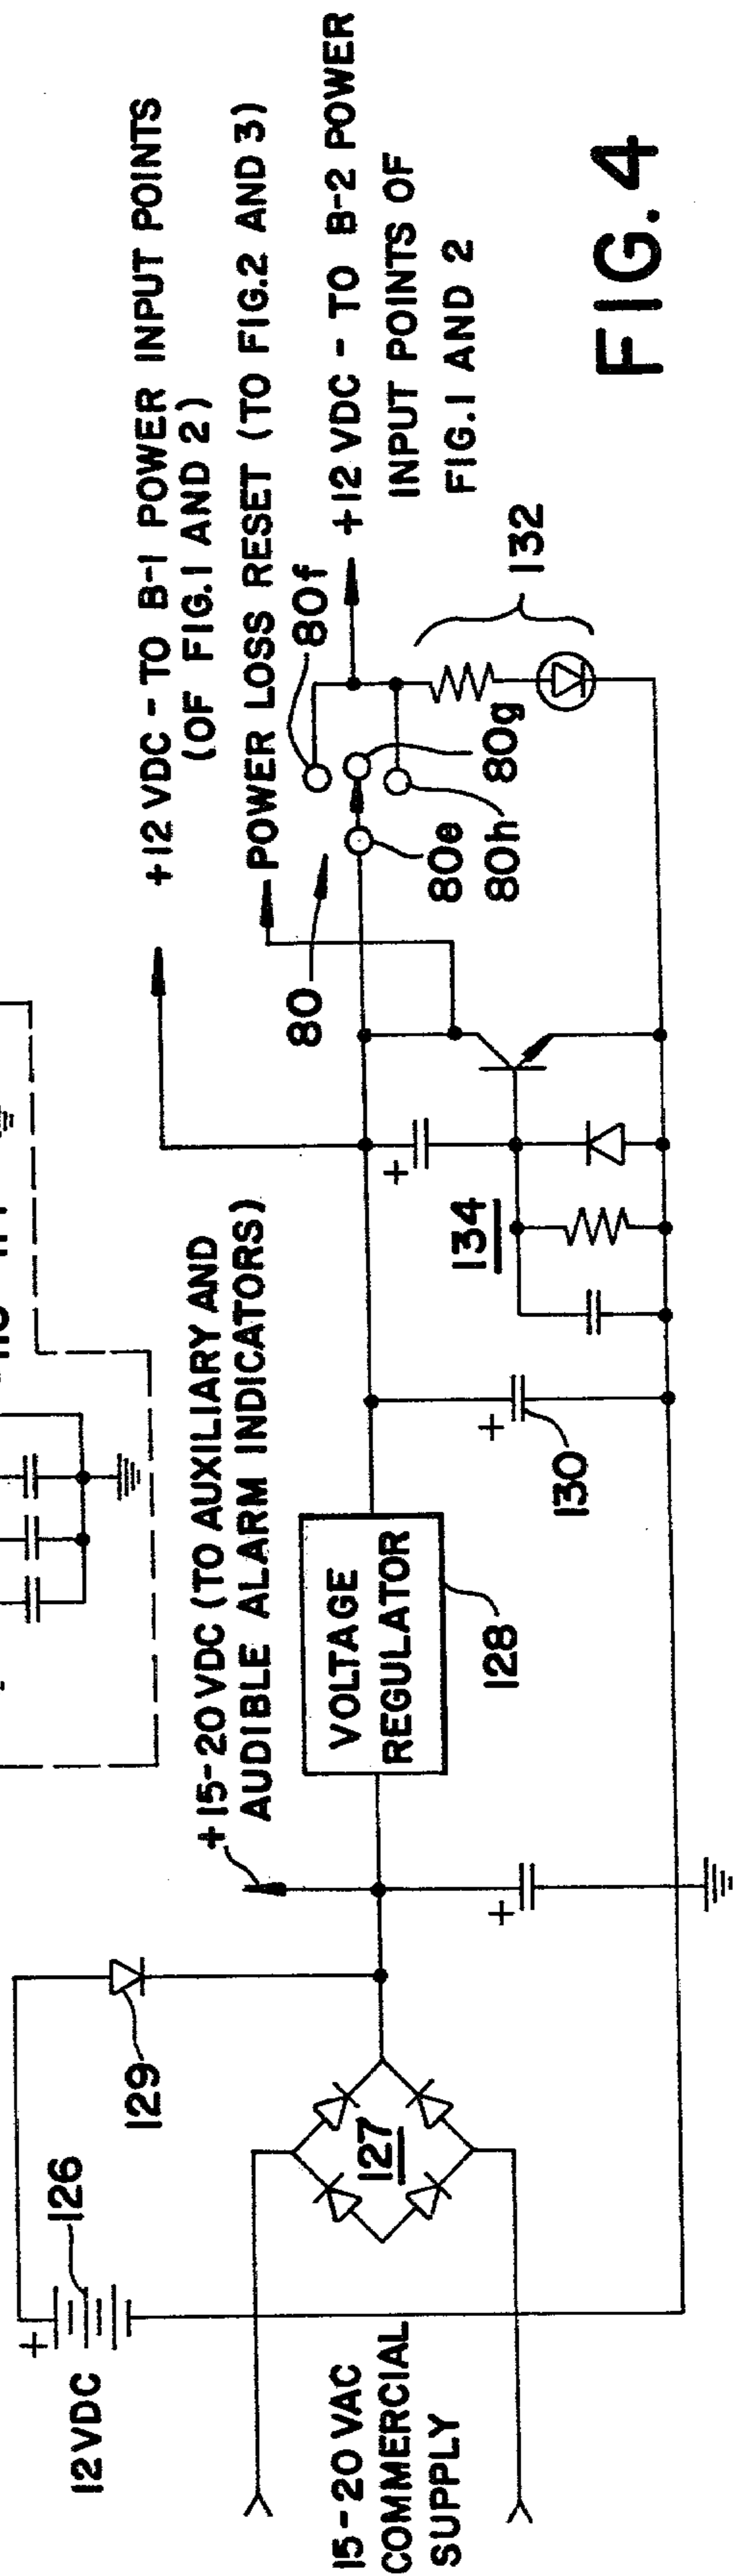 12VDC
+
126
129
15-20 VAC
COMMERCIAL
SUPPLY
127
+15-20 VDC (TO AUXILIARY AND
AUDIBLE ALARM INDICATORS)
+
VOLTAGE
REGULATOR
128
+
130
134
+
+12 VDC - TO B-1 POWER INPUT POINTS
(OF FIG.1 AND 2)
POWER LOSS RESET (TO FIG.2 AND 3)
80
80f
80e
80g
80h
+12 VDC - TO B-2 POWER
INPUT POINTS OF
FIG.1 AND 2
132
FIG. 4